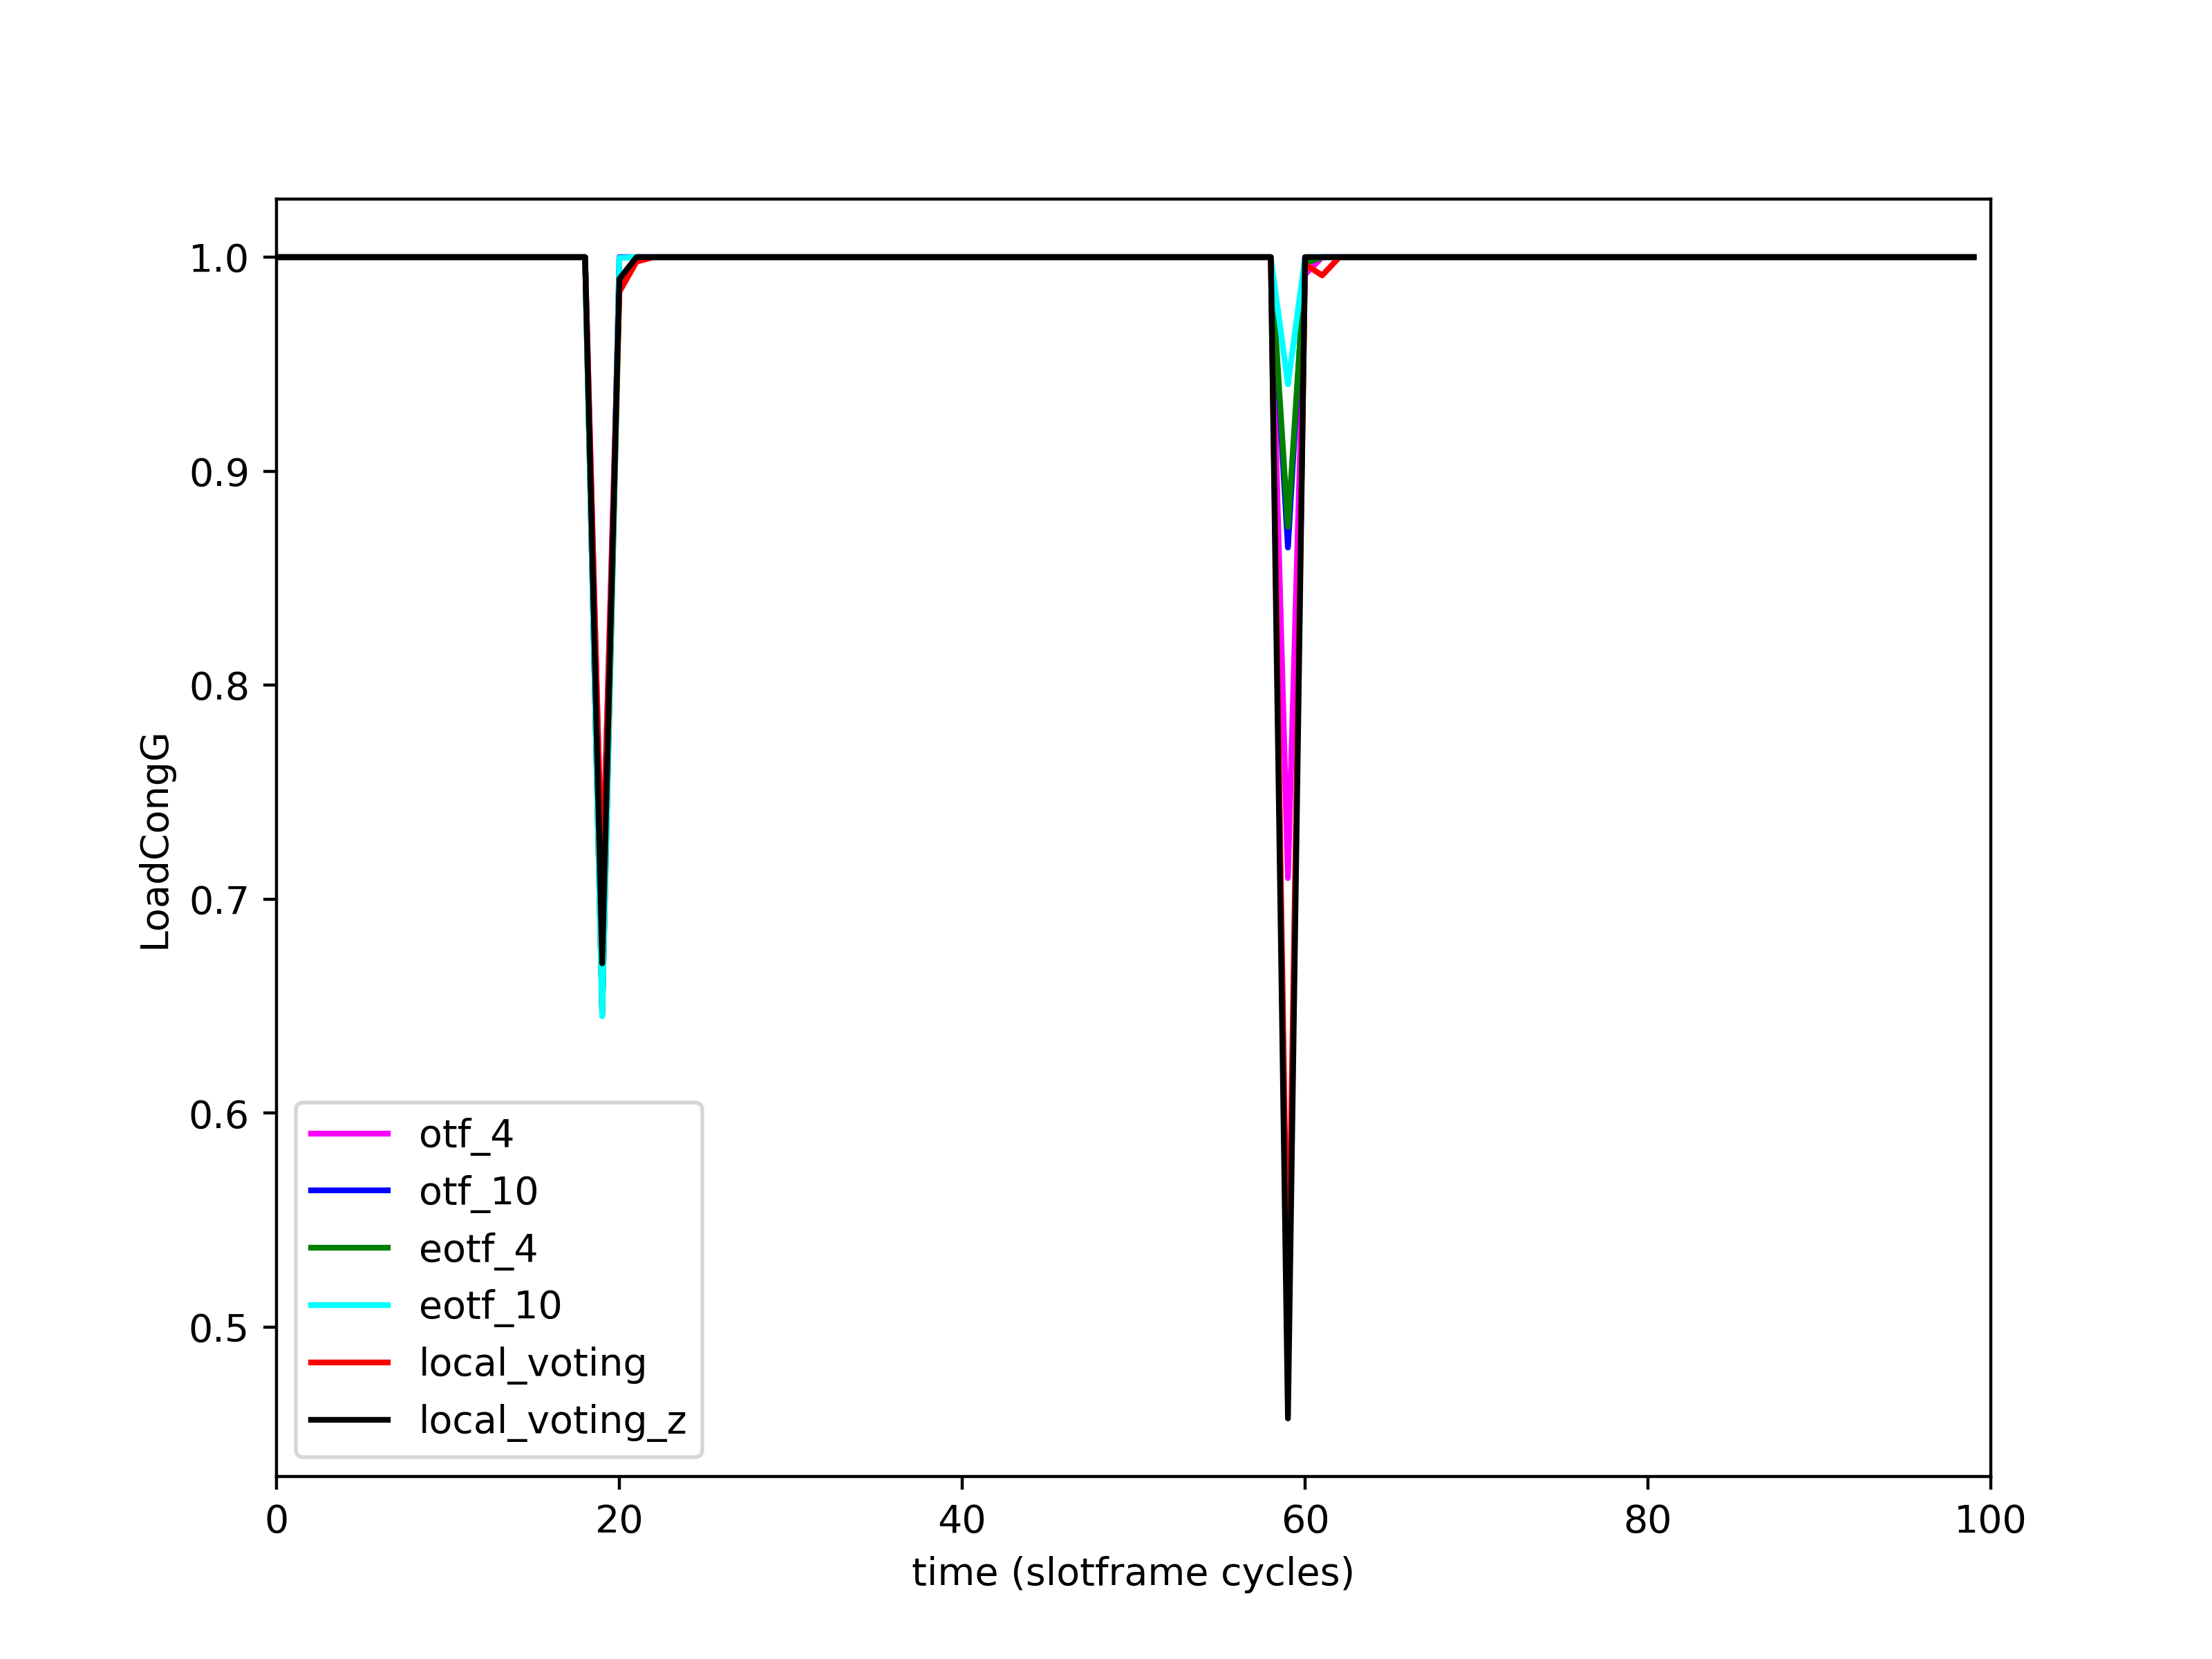 1.0
0.9
0.8
0.7
0.6
0.5
LoadCongG
otf_4
otf_10
eotf_4
eotf_10
local_voting
local_voting_z
0 20 40 60 80 100
time (slotframe cycles)